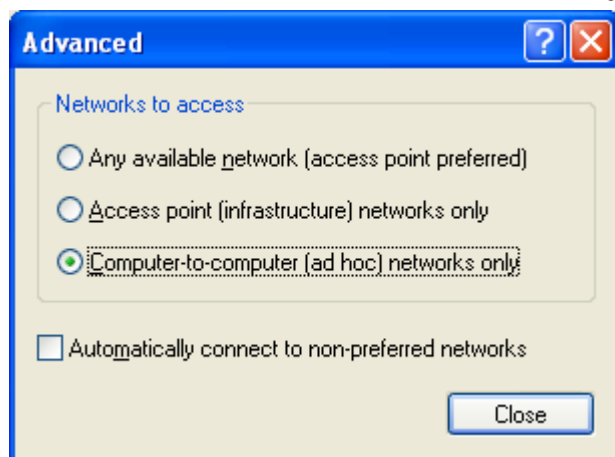 Advanced
Networks to access
Any available network (access point preferred)
Access point (infrastructure) networks only
Computer-to-computer (ad hoc) networks only
Automatically connect to non-preferred networks
Close